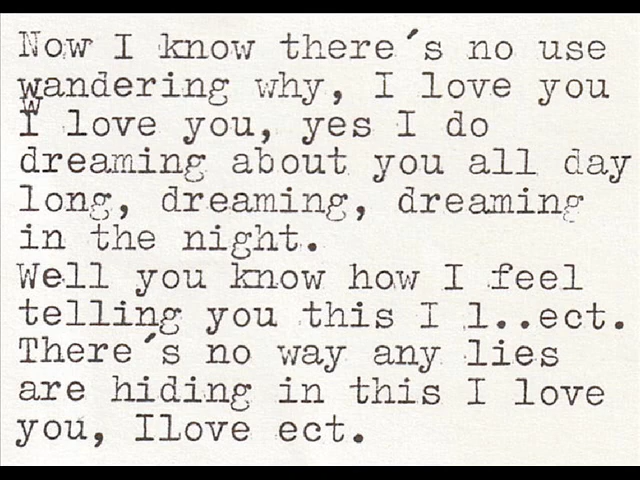 Now I know there´s no use
wandering why, I love you
I love you, yes I do
dreaming about you all day
long, dreaming, dreaming
in the night.
Well you know how I feel
telling you this I l..ect.
There´s no way any lies
are hiding in this I love
you, Ilove ect.